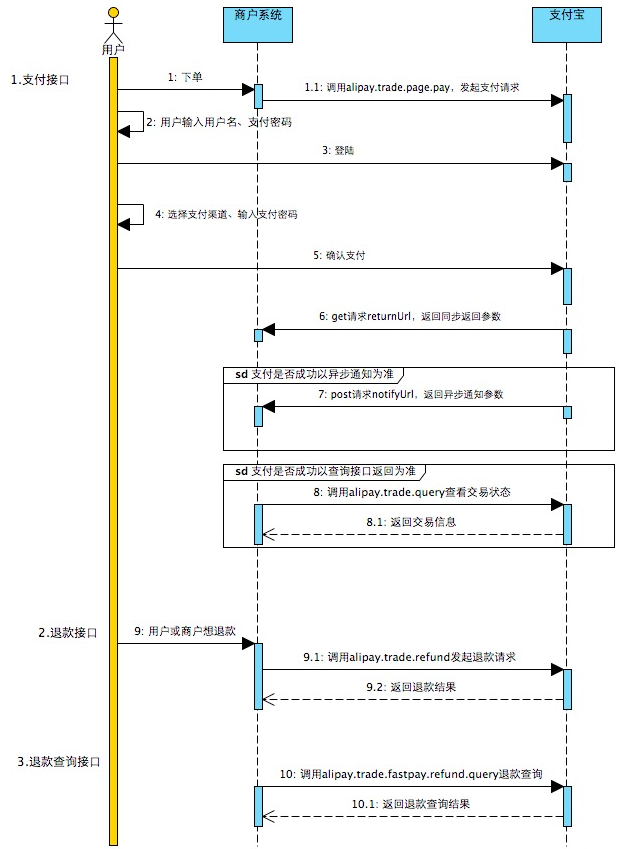 商户系统
支付宝
用户
1.支付接口
1: 下单
1.1: 调用alipay.trade.page.pay，发起支付请求
2: 用户输入用户名、支付密码
3: 登陆
4: 选择支付渠道、输入支付密码
5: 确认支付
6: get请求returnUrl，返回同步返回参数
sd 支付是否成功以异步通知为准
7: post请求notifyUrl，返回异步通知参数
sd 支付是否成功以查询接口返回为准
8: 调用alipay.trade.query查看交易状态
8.1: 返回交易信息
2.退款接口
9: 用户或商户想退款
9.1: 调用alipay.trade.refund发起退款请求
9.2: 返回退款结果
3.退款查询接口
10: 调用alipay.trade.fastpay.refund.query退款查询
10.1: 返回退款查询结果